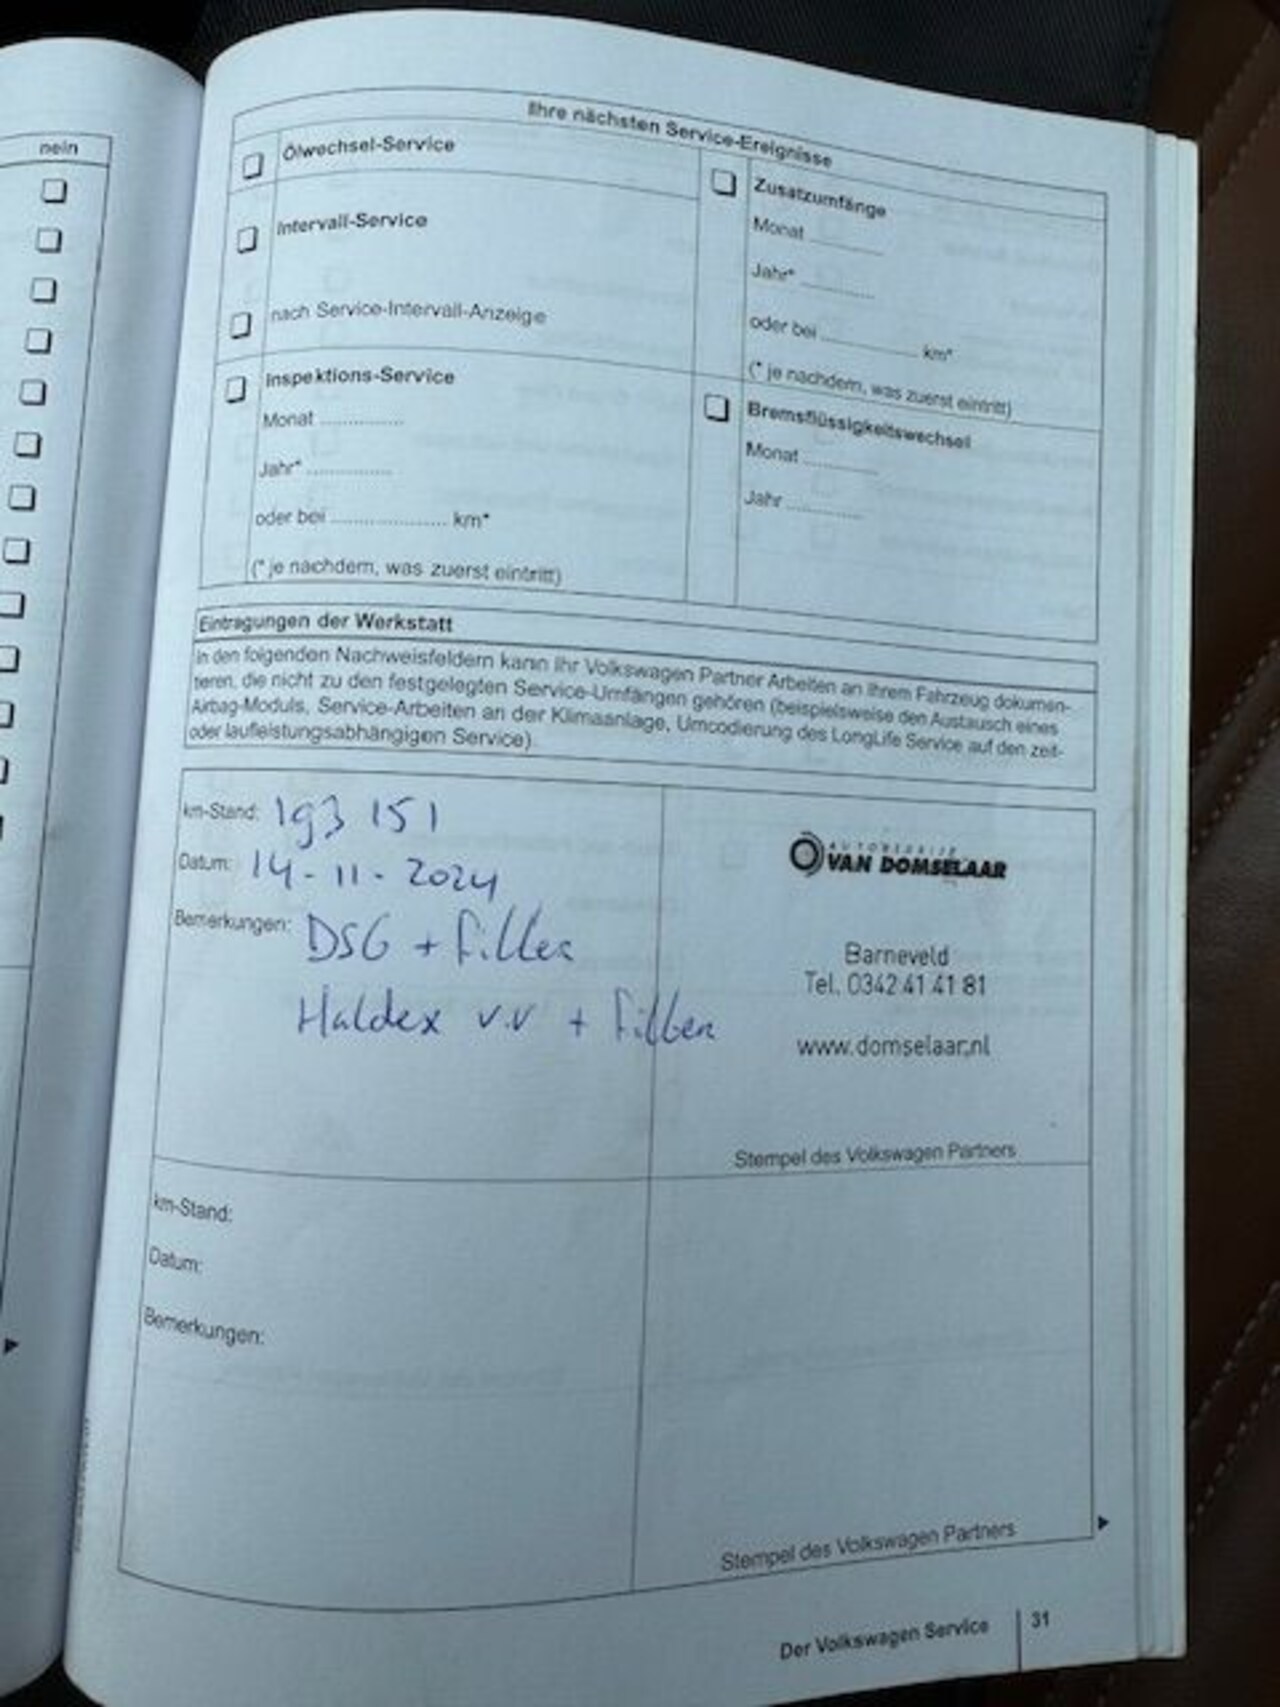 nein
Ihre nächsten Service-Ereignisse
Ölwechsel-Service
Intervall-Service
nach Service-Intervall-Anzeige
Inspektions-Service
Monat ................
Jahr* ................
oder bei ...................... km*
(* je nachdem, was zuerst eintritt)
Zusatzumfänge
Monat ..............
Jahr* ..............
oder bei .................. km*
(* je nachdem, was zuerst eintritt)
Bremsflüssigkeitswechsel
Monat ..............
Jahr ..............
Eintragungen der Werkstatt
In den folgenden Nachweisfeldern kann Ihr Volkswagen Partner Arbeiten an Ihrem Fahrzeug dokumen-
tieren, die nicht zu den festgelegten Service-Umfängen gehören (beispielsweise den Austausch eines
Airbag-Moduls, Service-Arbeiten an der Klimaanlage, Umcodierung des LongLife Service auf den zeit-
oder laufleistungsabhängigen Service).
km-Stand: 193 151
Datum: 14-11-2024
Bemerkungen: DSG + filter
Haldex v.v + filter
AUTOBEDRIJF
VAN DOMSELAAR
Barneveld
Tel. 0342 41 41 81
www.domselaar.nl
Stempel des Volkswagen Partners
km-Stand:
Datum:
Bemerkungen:
Stempel des Volkswagen Partners
Der Volkswagen Service 31